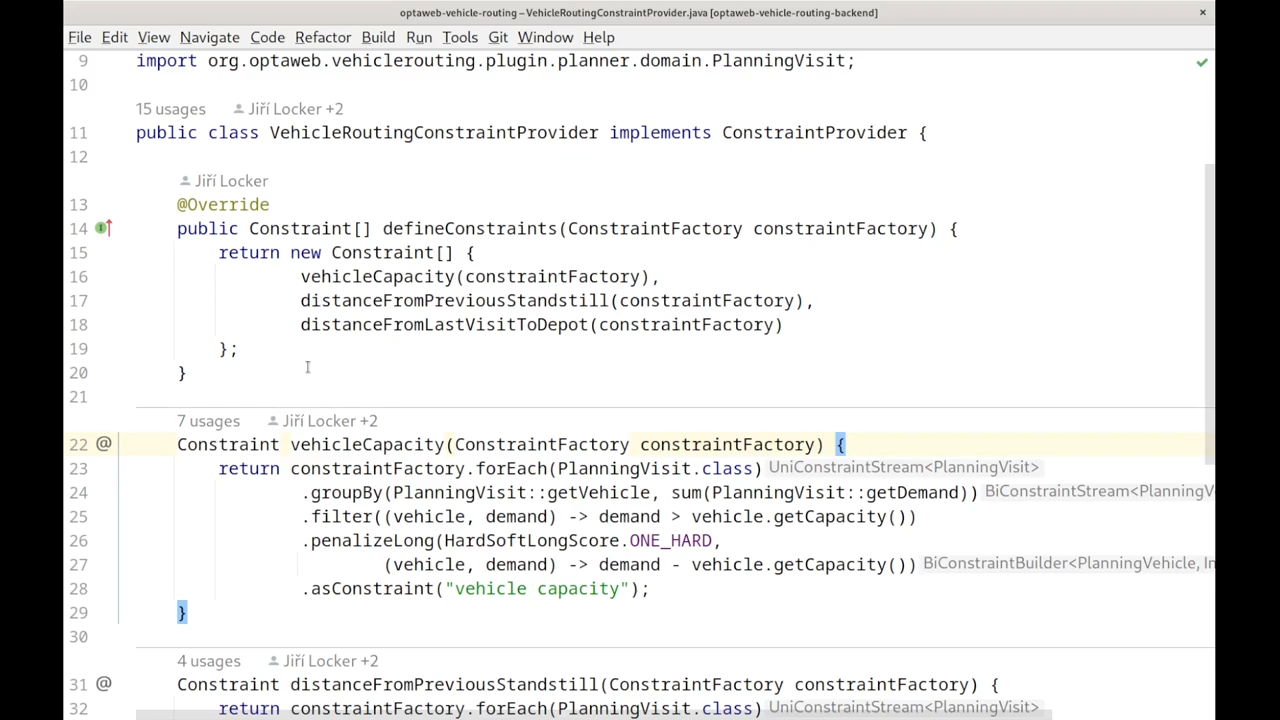 optaweb-vehicle-routing – VehicleRoutingConstraintProvider.java [optaweb-vehicle-routing-backend] ×
File Edit View Navigate Code Refactor Build Run Tools Git Window Help
9 import org.optaweb.vehiclerouting.plugin.planner.domain.PlanningVisit;
10
15 usages Jiří Locker +2
11 public class VehicleRoutingConstraintProvider implements ConstraintProvider {
12
Jiří Locker
13 @Override
14 public Constraint[] defineConstraints(ConstraintFactory constraintFactory) {
15 return new Constraint[] {
16 vehicleCapacity(constraintFactory),
17 distanceFromPreviousStandstill(constraintFactory),
18 distanceFromLastVisitToDepot(constraintFactory)
19 };
20 }
21
7 usages Jiří Locker +2
22 @ Constraint vehicleCapacity(ConstraintFactory constraintFactory) {
23 return constraintFactory.forEach(PlanningVisit.class) UniConstraintStream<PlanningVisit>
24 .groupBy(PlanningVisit::getVehicle, sum(PlanningVisit::getDemand)) BiConstraintStream<PlanningV
25 .filter((vehicle, demand) -> demand > vehicle.getCapacity())
26 .penalizeLong(HardSoftLongScore.ONE_HARD,
27 (vehicle, demand) -> demand - vehicle.getCapacity()) BiConstraintBuilder<PlanningVehicle, In
28 .asConstraint("vehicle capacity");
29 }
30
4 usages Jiří Locker +2
31 @ Constraint distanceFromPreviousStandstill(ConstraintFactory constraintFactory) {
32 return constraintFactory.forEach(PlanningVisit.class) UniConstraintStream<PlanningVisit>